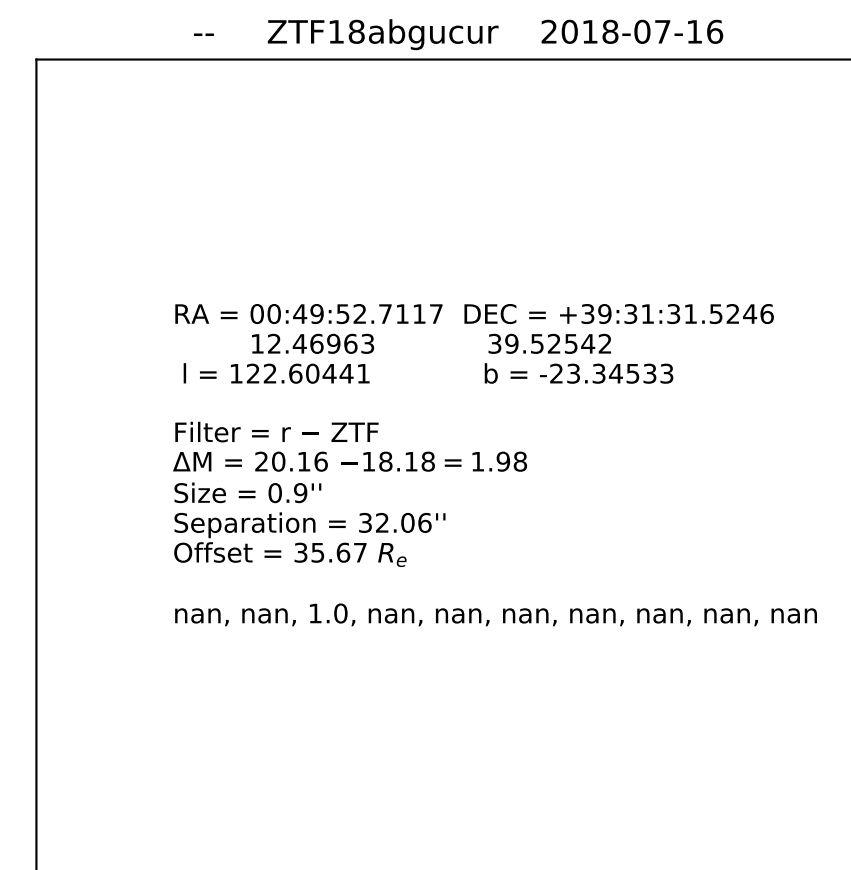 -- ZTF18abgucur 2018-07-16
RA = 00:49:52.7117 DEC = +39:31:31.5246
12.46963 39.52542
l = 122.60441 b = -23.34533
Filter = r − ZTF
ΔM = 20.16 −18.18 = 1.98
Size = 0.9''
Separation = 32.06''
Offset = 35.67 Re
nan, nan, 1.0, nan, nan, nan, nan, nan, nan, nan